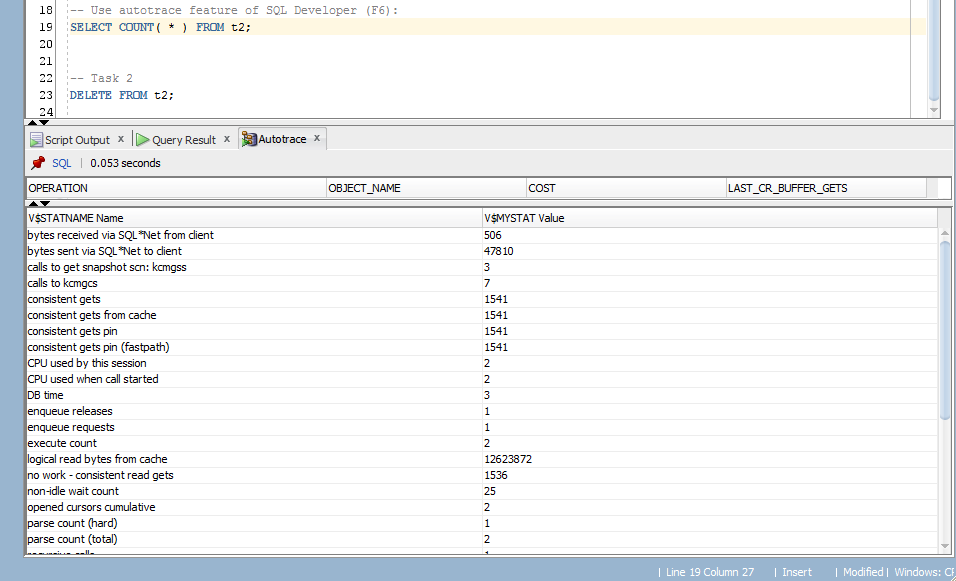 18 -- Use autotrace feature of SQL Developer (F6):
19 SELECT COUNT( * ) FROM t2;
20
21
22 -- Task 2
23 DELETE FROM t2;
24
Script Output x Query Result x Autotrace x
SQL | 0.053 seconds
OPERATION OBJECT_NAME COST LAST_CR_BUFFER_GETS
V$STATNAME Name V$MYSTAT Value
bytes received via SQL*Net from client 506
bytes sent via SQL*Net to client 47810
calls to get snapshot scn: kcmgss 3
calls to kcmgcs 7
consistent gets 1541
consistent gets from cache 1541
consistent gets pin 1541
consistent gets pin (fastpath) 1541
CPU used by this session 2
CPU used when call started 2
DB time 3
enqueue releases 1
enqueue requests 1
execute count 2
logical read bytes from cache 12623872
no work - consistent read gets 1536
non-idle wait count 25
opened cursors cumulative 2
parse count (hard) 1
parse count (total) 2
| Line 19 Column 27 | Insert | Modified | Windows: